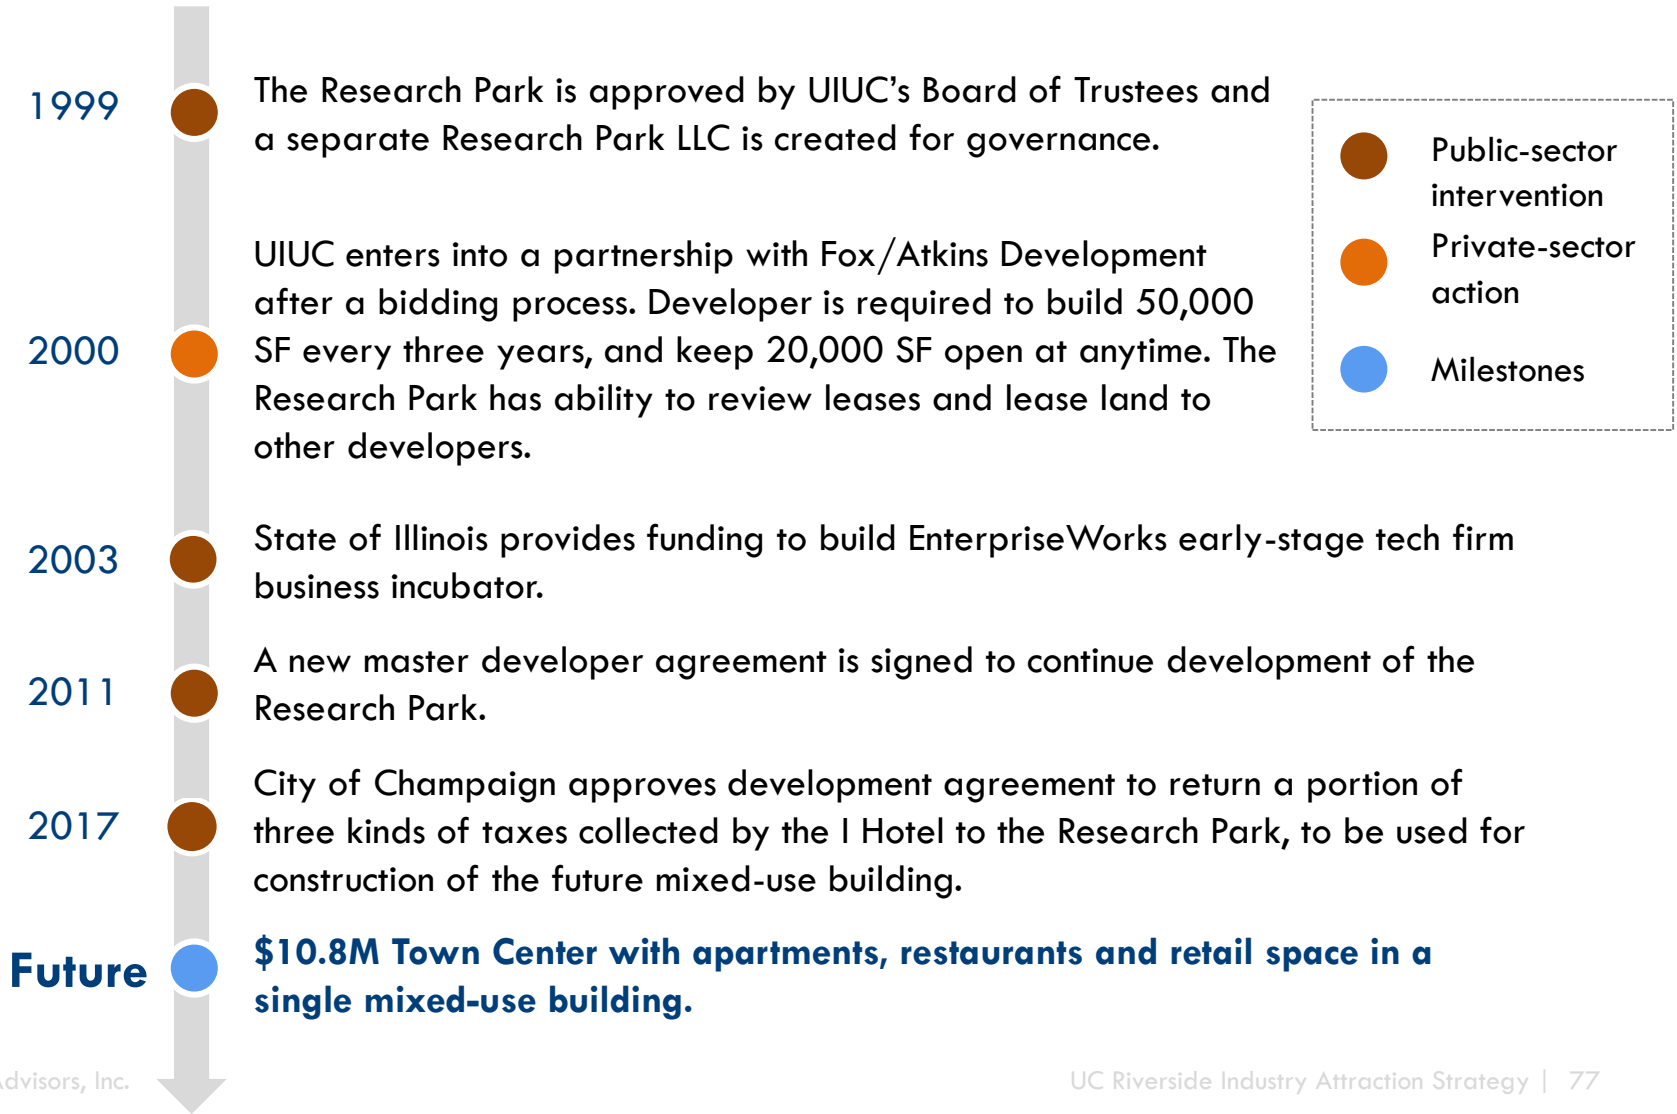 1999
The Research Park is approved by UIUC’s Board of Trustees and
a separate Research Park LLC is created for governance.
Public-sector
intervention
Private-sector
action
Milestones
2000
UIUC enters into a partnership with Fox/Atkins Development
after a bidding process. Developer is required to build 50,000
SF every three years, and keep 20,000 SF open at anytime. The
Research Park has ability to review leases and lease land to
other developers.
2003
State of Illinois provides funding to build EnterpriseWorks early-stage tech firm
business incubator.
2011
A new master developer agreement is signed to continue development of the
Research Park.
2017
City of Champaign approves development agreement to return a portion of
three kinds of taxes collected by the I Hotel to the Research Park, to be used for
construction of the future mixed-use building.
Future
$10.8M Town Center with apartments, restaurants and retail space in a
single mixed-use building.
dvisors, Inc.
UC Riverside Industry Attraction Strategy | 77